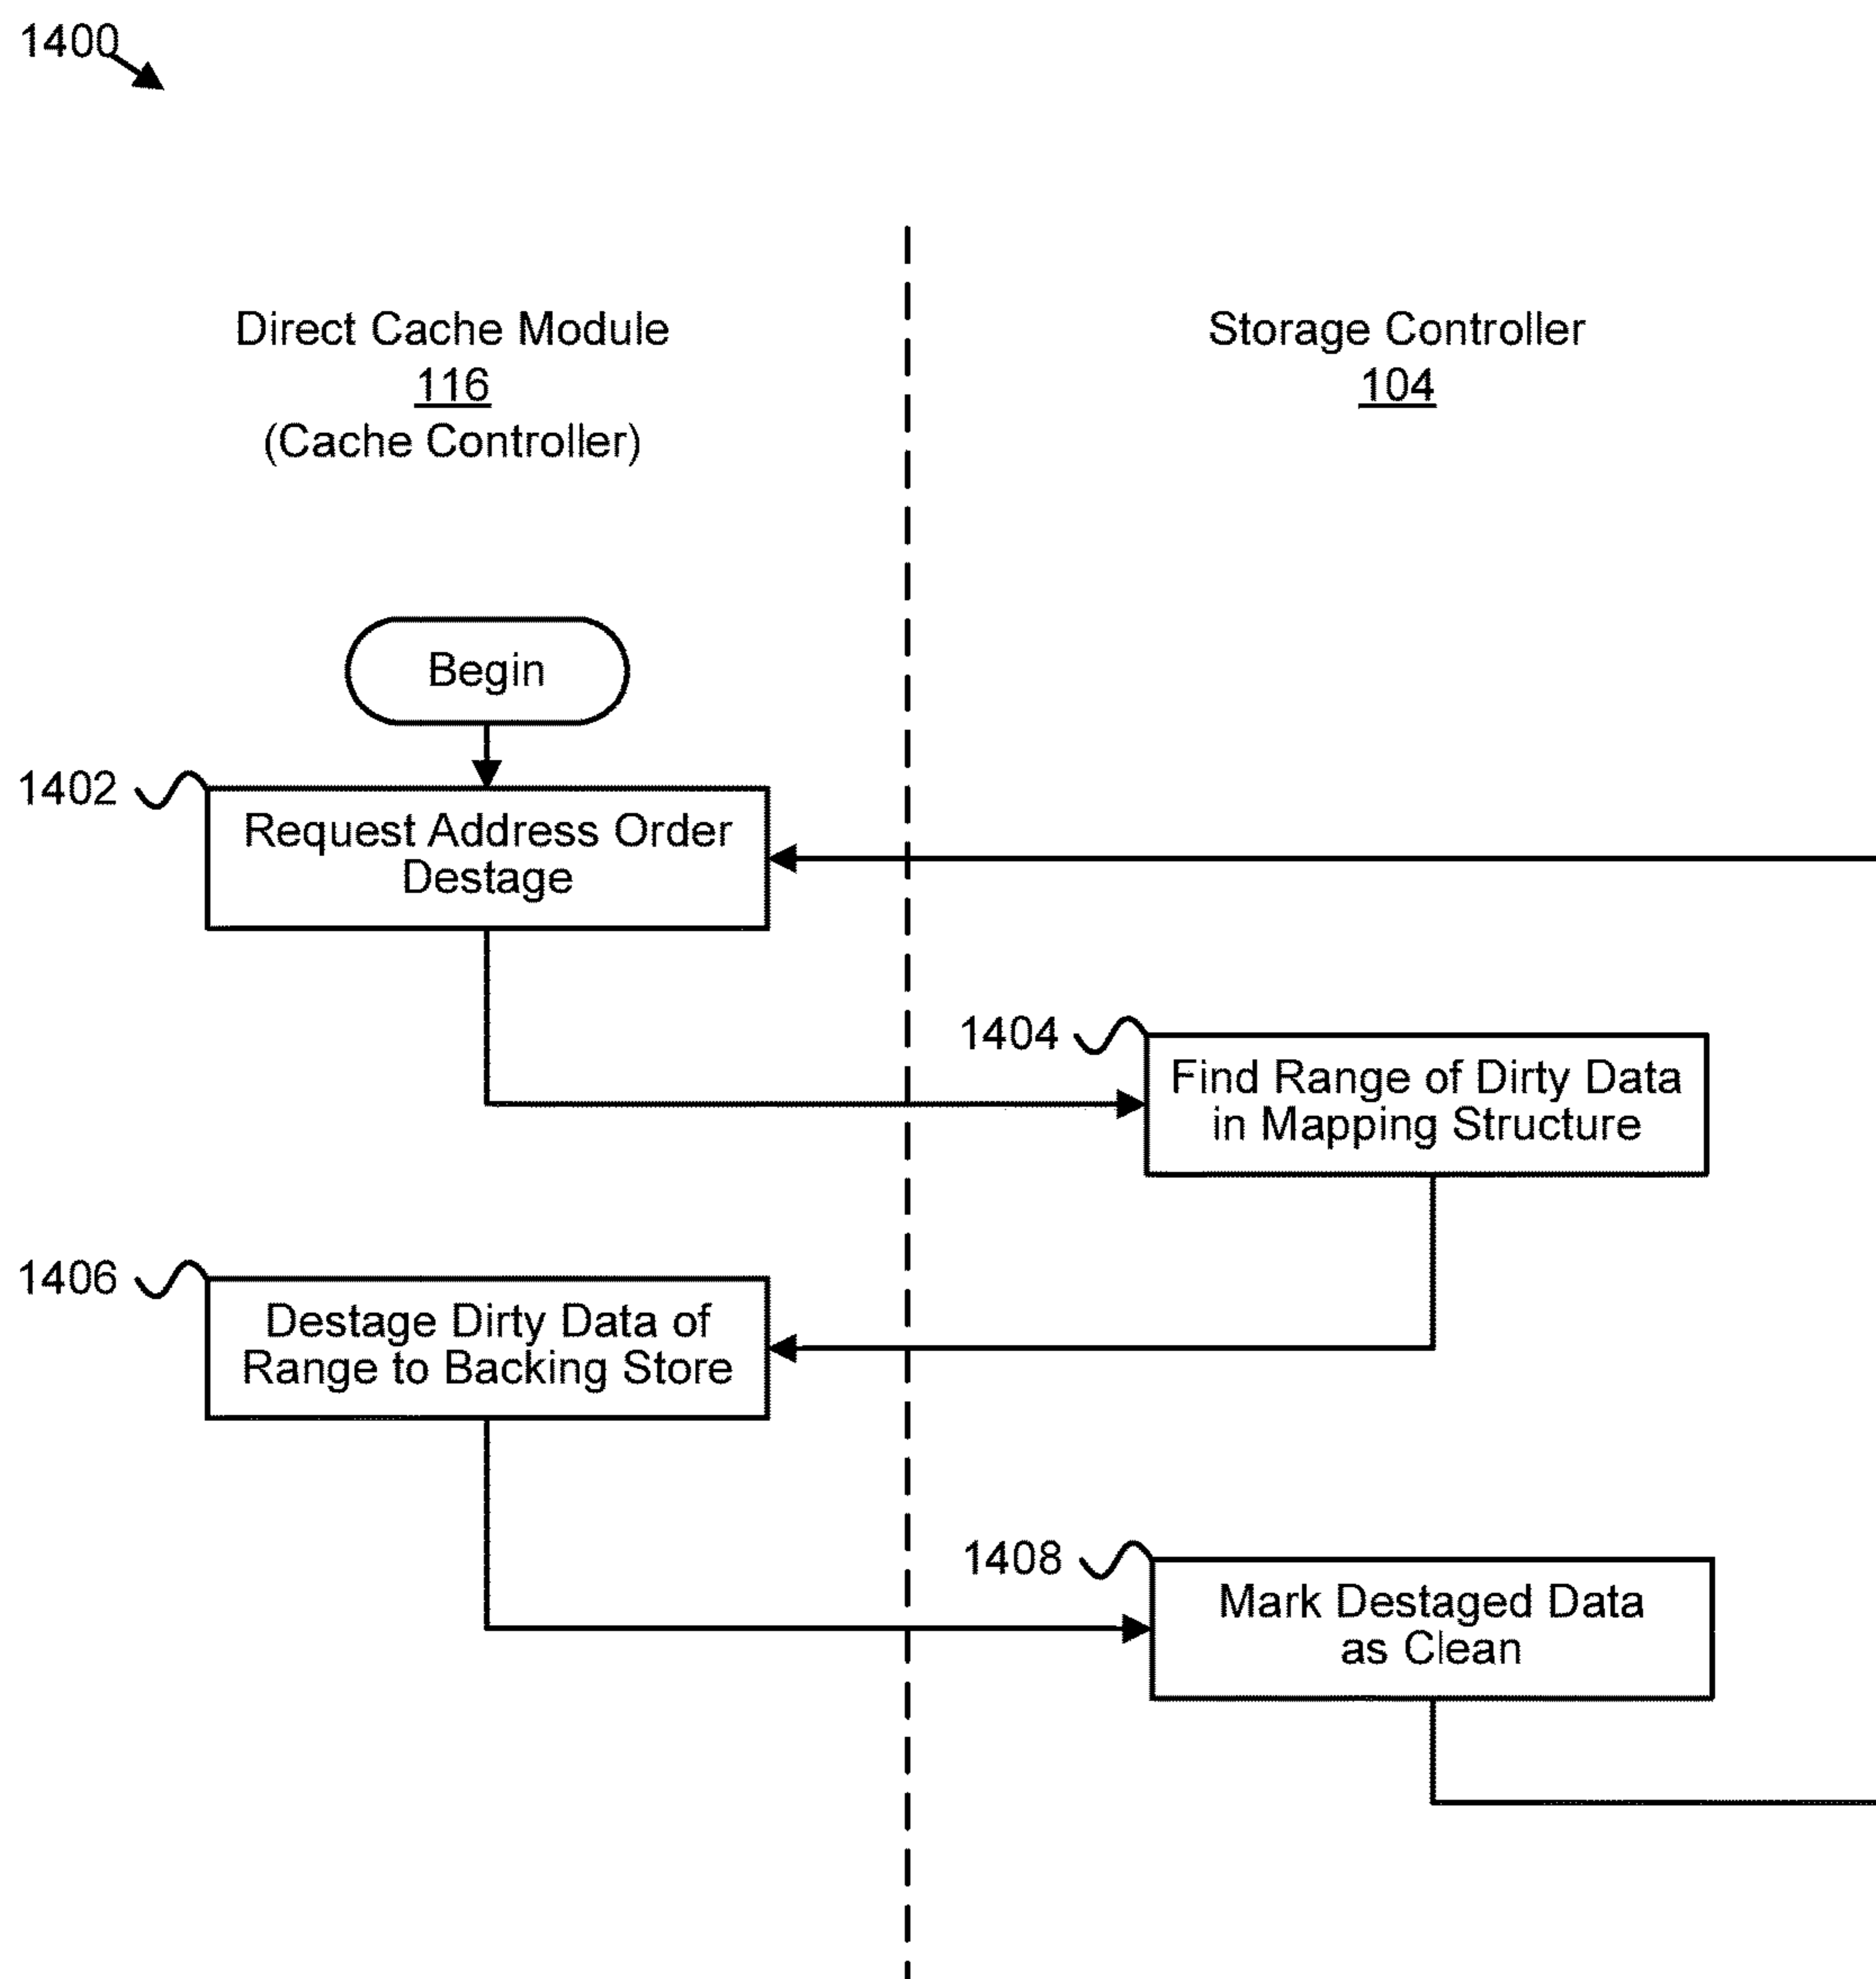 1400
Direct Cache Module
116
(Cache Controller)
Storage Controller
104
Begin
1402
Request Address Order
Destage
1404
Find Range of Dirty Data
in Mapping Structure
1406
Destage Dirty Data of
Range to Backing Store
1408
Mark Destaged Data
as Clean